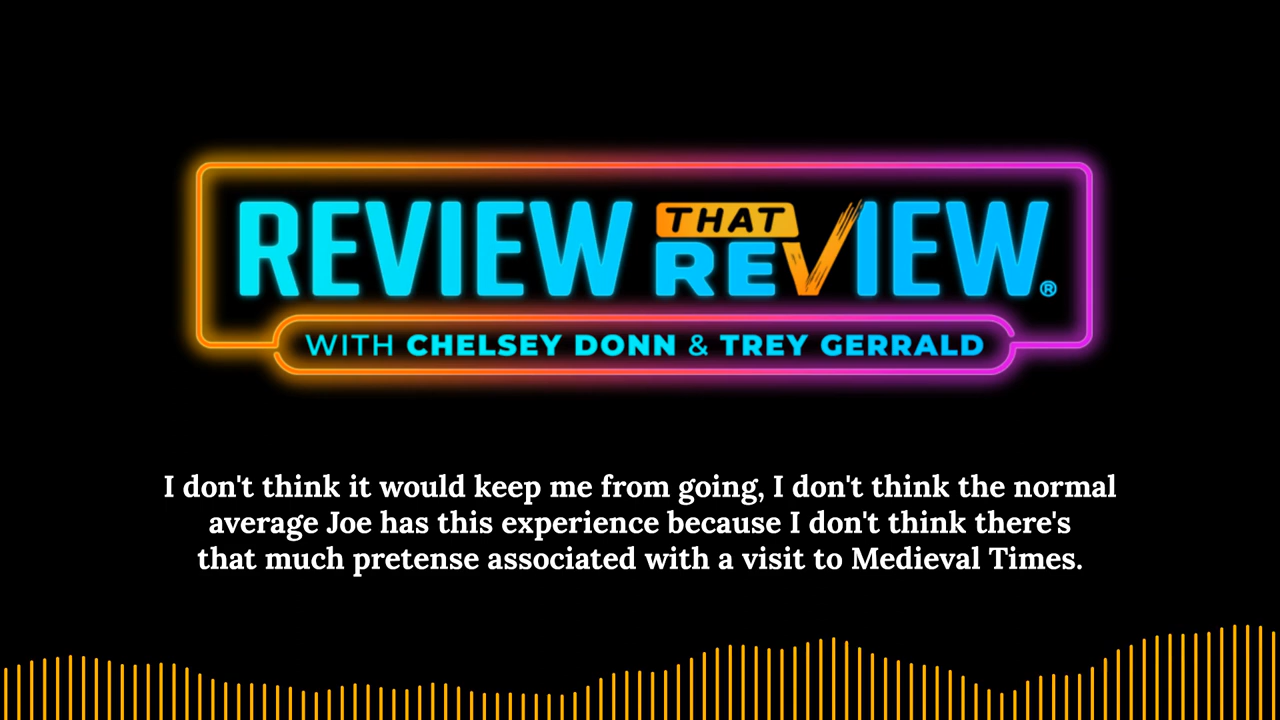 REVIEW THAT REVIEW®
WITH CHELSEY DONN & TREY GERRALD
I don't think it would keep me from going, I don't think the normal
average Joe has this experience because I don't think there's
that much pretense associated with a visit to Medieval Times.